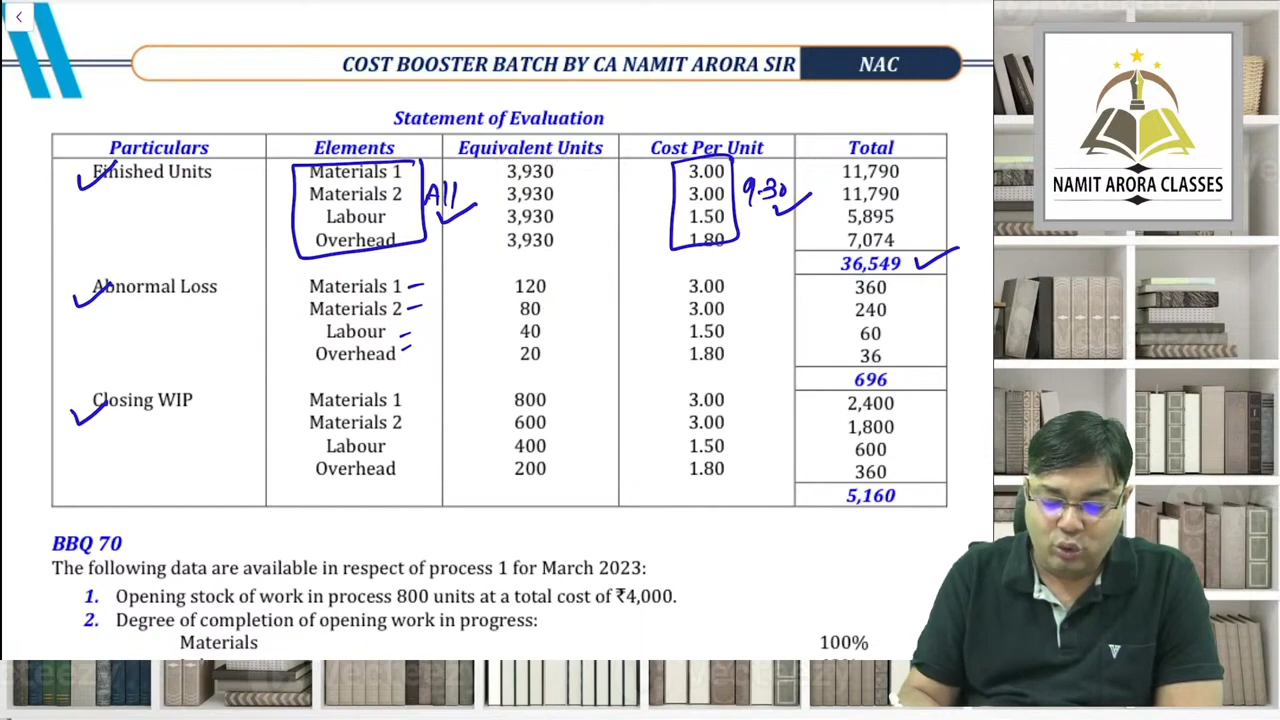 COST BOOSTER BATCH BY CA NAMIT ARORA SIR NAC
NAMIT ARORA CLASSES
Statement of Evaluation
Particulars Elements Equivalent Units Cost Per Unit Total
Finished Units Materials 1 3,930 3.00 11,790
Materials 2 All 3,930 3.00 9.30 11,790
Labour 3,930 1.50 5,895
Overhead 3,930 1.80 7,074
36,549
Abnormal Loss Materials 1 120 3.00 360
Materials 2 80 3.00 240
Labour 40 1.50 60
Overhead 20 1.80 36
696
Closing WIP Materials 1 800 3.00 2,400
Materials 2 600 3.00 1,800
Labour 400 1.50 600
Overhead 200 1.80 360
5,160
BBQ 70
The following data are available in respect of process 1 for March 2023:
1. Opening stock of work in process 800 units at a total cost of ₹4,000.
2. Degree of completion of opening work in progress:
Materials 100%